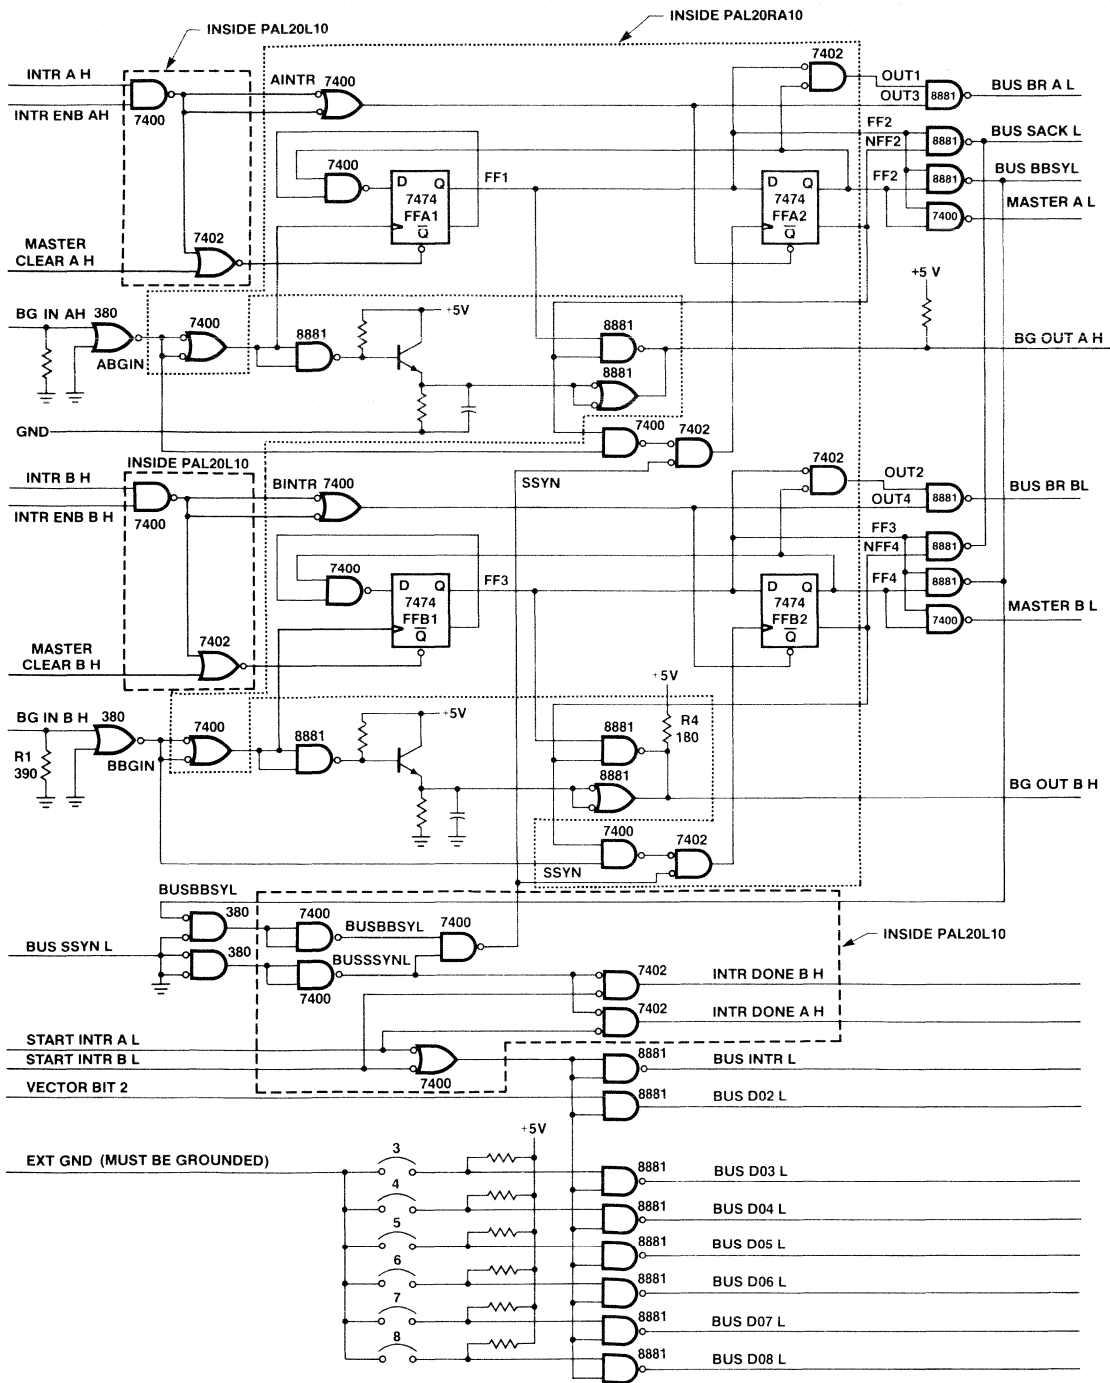 INSIDE PAL20L10
INSIDE PAL20RA10
INTR A H
INTR ENB AH
7400
AINTR
7400
7402
OUT1
OUT3
8881
BUS BR A L
7400
FF2
NFF2
8881
BUS SACK L
D Q
7474
FFA1
Q
FF1
D Q
7474
FFA2
Q
FF2
8881
BUS BBSYL
7400
MASTER A L
MASTER
CLEAR A H
7402
+5 V
BG IN AH
380
ABGIN
7400
8881
+5V
8881
8881
BG OUT A H
GND
7400
7402
SSYN
INSIDE PAL20L10
INTR B H
INTR ENB B H
7400
BINTR
7400
7402
OUT2
OUT4
8881
BUS BR BL
7400
FF3
NFF4
8881
D Q
7474
FFB1
Q
FF3
D Q
7474
FFB2
Q
FF4
8881
7400
MASTER B L
MASTER
CLEAR B H
7402
+5V
R4
180
BG IN B H
R1
390
380
BBGIN
7400
8881
+5V
8881
8881
BG OUT B H
7400
7402
SSYN
BUSBBSYL
380
7400
BUSBBSYL
7400
INSIDE PAL20L10
BUS SSYN L
380
7400
BUSSSYNL
7402
INTR DONE B H
7402
INTR DONE A H
START INTR A L
START INTR B L
7400
8881
BUS INTR L
VECTOR BIT 2
8881
BUS D02 L
+5V
EXT GND (MUST BE GROUNDED)
3
8881
BUS D03 L
4
8881
BUS D04 L
5
8881
BUS D05 L
6
8881
BUS D06 L
7
8881
BUS D07 L
8
8881
BUS D08 L